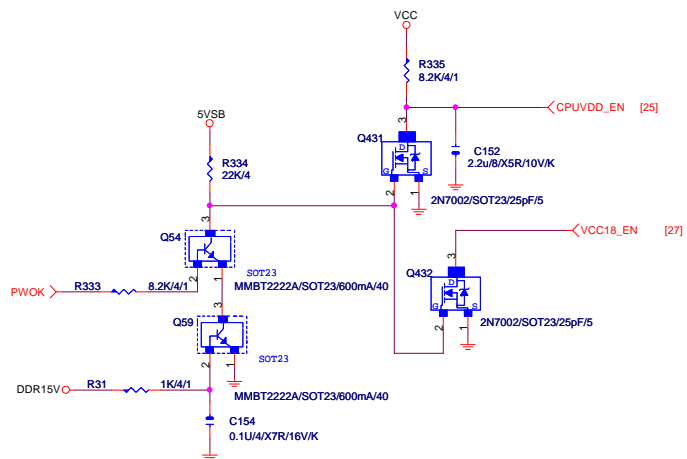 VCC
R335
8.2K/4/1
CPUVDD_EN [25]
3
Q431
D
G
S
2
1
C152
2.2u/8/X5R/10V/K
2N7002/SOT23/25pF/5
5VSB
R334
22K/4
3
Q54
SOT23
2
1
MMBT2222A/SOT23/600mA/40
PWOK
R333
8.2K/4/1
VCC18_EN [27]
3
Q432
D
G
S
2
1
2N7002/SOT23/25pF/5
3
Q59
SOT23
2
1
MMBT2222A/SOT23/600mA/40
DDR15V
R31
1K/4/1
C154
0.1U/4/X7R/16V/K